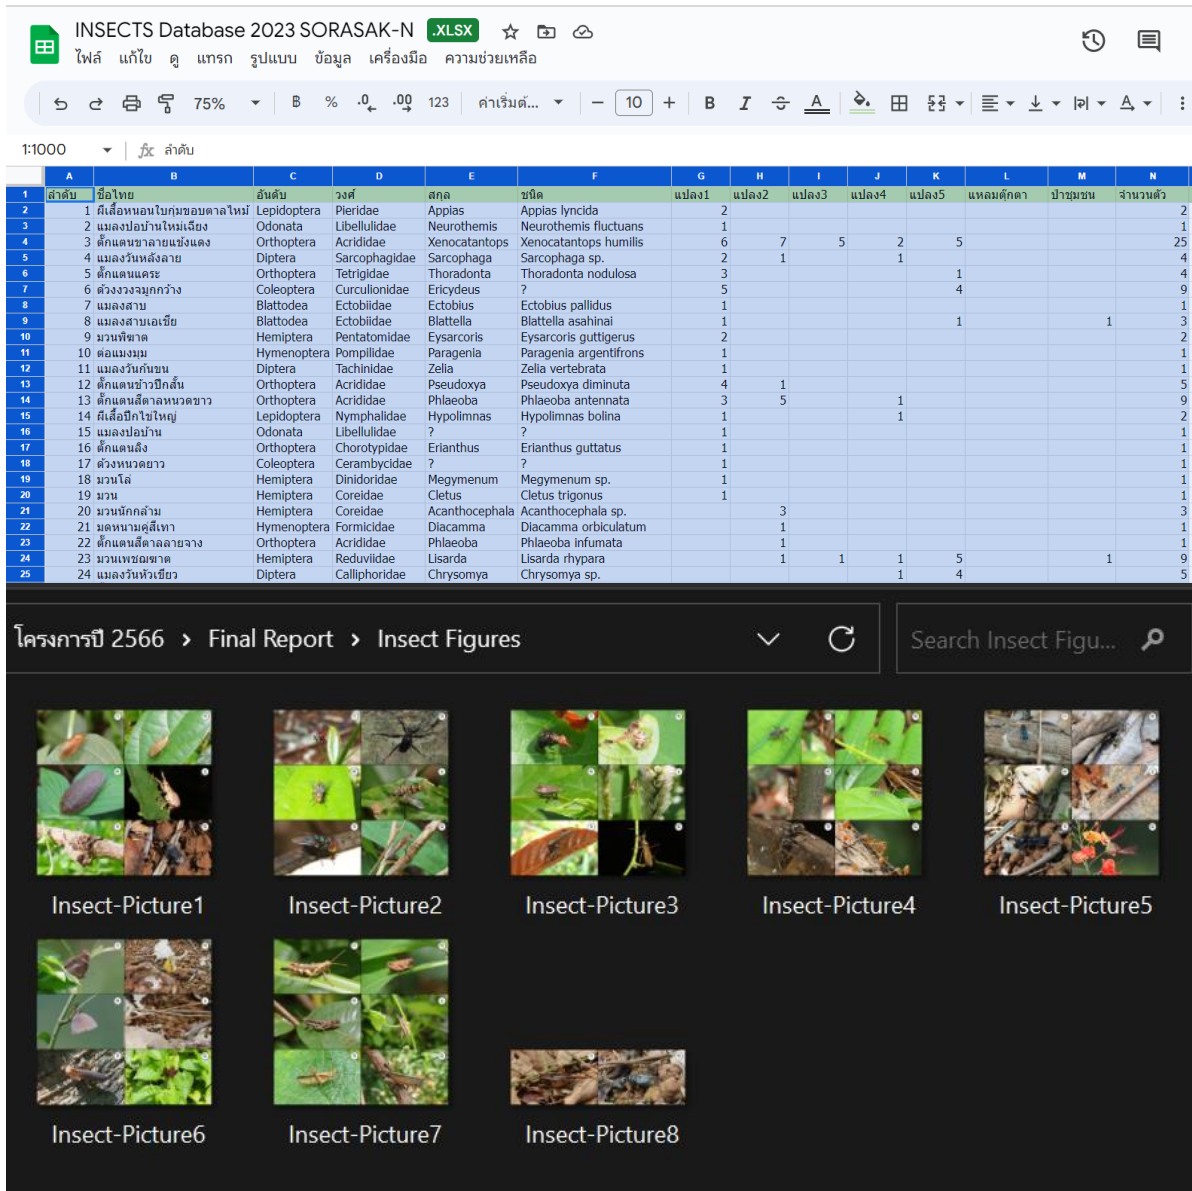 INSECTS Database 2023 SORASAK-N .XLSX
ไฟล์ แก้ไข ดู แทรก รูปแบบ ข้อมูล เครื่องมือ ความช่วยเหลือ
75% ฿ % .0 .00 123 ค่าเริ่มต้... − 10 + B I A
1:1000 fx ลำดับ
A B C D E F G H I J K L M N
1 ลำดับ ชื่อไทย อันดับ วงศ์ สกุล ชนิด แปลง1 แปลง2 แปลง3 แปลง4 แปลง5 แหลมตุ๊กตา ป่าชุมชน จำนวนตัว
2 1 ผีเสื้อหนอนใบกุ่มขอบตาลไหม้ Lepidoptera Pieridae Appias Appias lyncida 2 2
3 2 แมลงปอบ้านใหม่เฉียง Odonata Libellulidae Neurothemis Neurothemis fluctuans 1 1
4 3 ตั๊กแตนขาลายแข้งแดง Orthoptera Acrididae Xenocatantops Xenocatantops humilis 6 7 5 2 5 25
5 4 แมลงวันหลังลาย Diptera Sarcophagidae Sarcophaga Sarcophaga sp. 2 1 1 4
6 5 ตั๊กแตนแคระ Orthoptera Tetrigidae Thoradonta Thoradonta nodulosa 3 1 4
7 6 ด้วงงวงจมูกกว้าง Coleoptera Curculionidae Ericydeus ? 5 4 9
8 7 แมลงสาบ Blattodea Ectobiidae Ectobius Ectobius pallidus 1 1
9 8 แมลงสาบเอเชีย Blattodea Ectobiidae Blattella Blattella asahinai 1 1 1 3
10 9 มวนพิฆาต Hemiptera Pentatomidae Eysarcoris Eysarcoris guttigerus 2 2
11 10 ต่อแมงมุม Hymenoptera Pompilidae Paragenia Paragenia argentifrons 1 1
12 11 แมลงวันก้นขน Diptera Tachinidae Zelia Zelia vertebrata 1 1
13 12 ตั๊กแตนข้าวปีกสั้น Orthoptera Acrididae Pseudoxya Pseudoxya diminuta 4 1 5
14 13 ตั๊กแตนสีตาลหนวดขาว Orthoptera Acrididae Phlaeoba Phlaeoba antennata 3 5 1 9
15 14 ผีเสื้อปีกไข่ใหญ่ Lepidoptera Nymphalidae Hypolimnas Hypolimnas bolina 1 1 2
16 15 แมลงปอบ้าน Odonata Libellulidae ? ? 1 1
17 16 ตั๊กแตนลิง Orthoptera Chorotypidae Erianthus Erianthus guttatus 1 1
18 17 ด้วงหนวดยาว Coleoptera Cerambycidae ? ? 1 1
19 18 มวนโล่ Hemiptera Dinidoridae Megymenum Megymenum sp. 1 1
20 19 มวน Hemiptera Coreidae Cletus Cletus trigonus 1 1
21 20 มวนนักกล้าม Hemiptera Coreidae Acanthocephala Acanthocephala sp. 3 3
22 21 มดหนามคู่สีเทา Hymenoptera Formicidae Diacamma Diacamma orbiculatum 1 1
23 22 ตั๊กแตนสีตาลลายจาง Orthoptera Acrididae Phlaeoba Phlaeoba infumata 1 1
24 23 มวนเพชฌฆาต Hemiptera Reduviidae Lisarda Lisarda rhypara 1 1 1 5 1 9
25 24 แมลงวันหัวเขียว Diptera Calliphoridae Chrysomya Chrysomya sp. 1 4 5
โครงการปี 2566 > Final Report > Insect Figures Search Insect Figu...
Insect-Picture1 Insect-Picture2 Insect-Picture3 Insect-Picture4 Insect-Picture5
Insect-Picture6 Insect-Picture7 Insect-Picture8